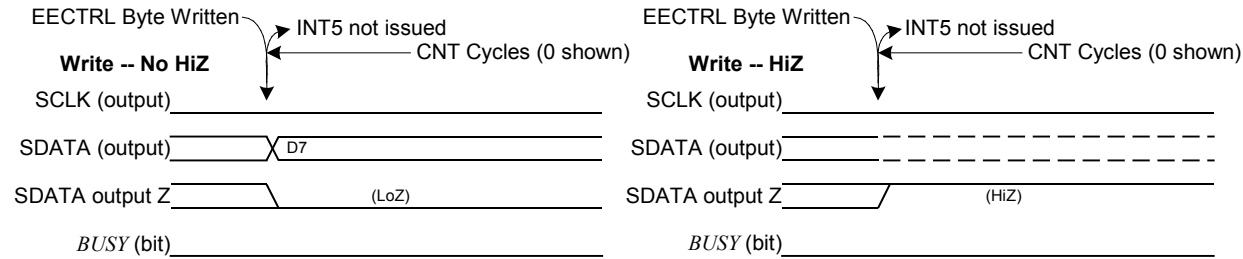 EECTRL Byte Written
INT5 not issued
CNT Cycles (0 shown)
Write -- No HiZ
SCLK (output)
SDATA (output)
D7
SDATA output Z
(LoZ)
BUSY (bit)
EECTRL Byte Written
INT5 not issued
CNT Cycles (0 shown)
Write -- HiZ
SCLK (output)
SDATA (output)
SDATA output Z
(HiZ)
BUSY (bit)